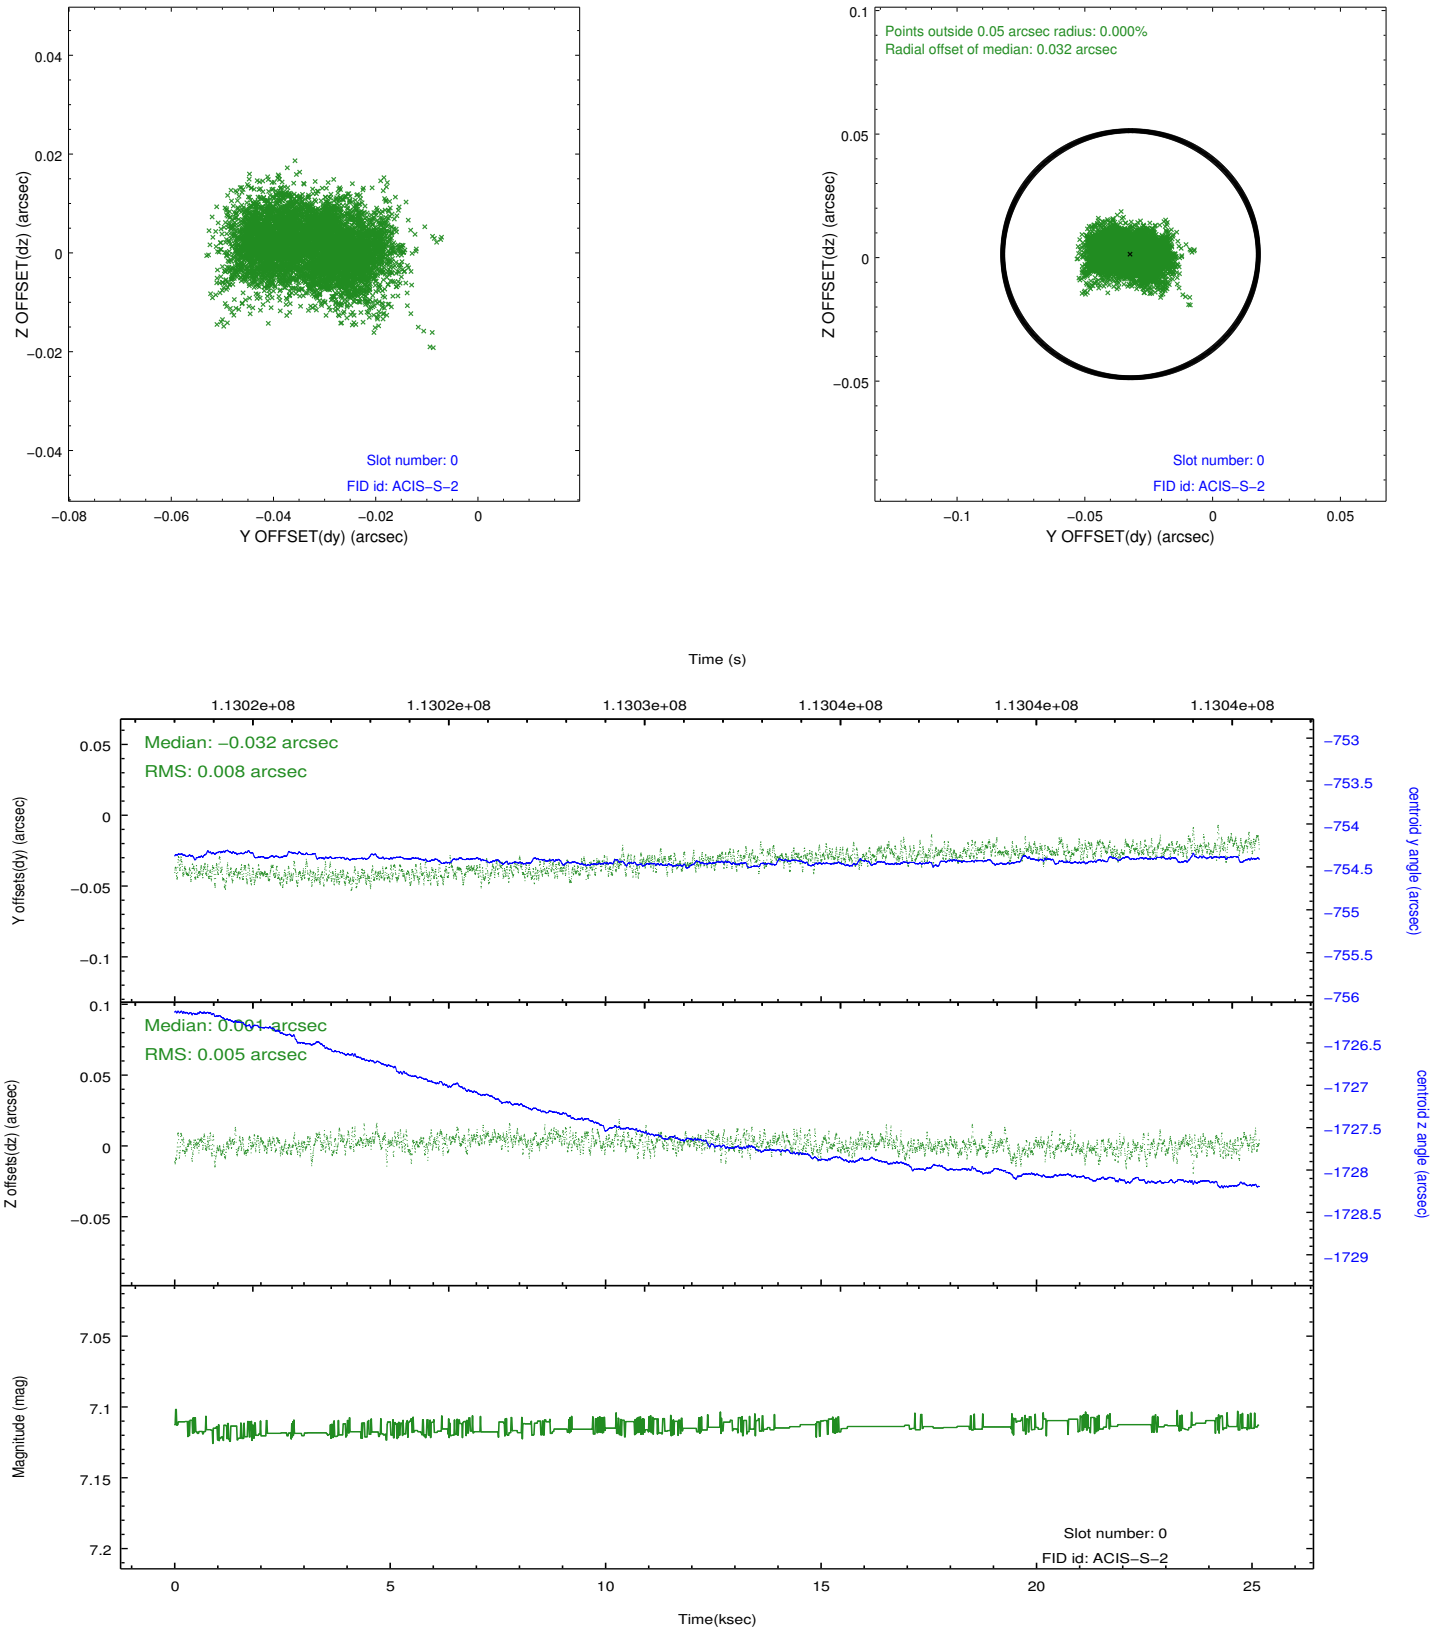 0.04
0.02
0
−0.02
−0.04
Z OFFSET(dz) (arcsec)
Slot number: 0
FID id: ACIS−S−2
−0.08
−0.06
−0.04
−0.02
0
Y OFFSET(dy) (arcsec)
0.1
0.05
0
−0.05
Z OFFSET(dz) (arcsec)
Points outside 0.05 arcsec radius: 0.000%
Radial offset of median: 0.032 arcsec
Slot number: 0
FID id: ACIS−S−2
−0.1
−0.05
0
0.05
Y OFFSET(dy) (arcsec)
Time (s)
1.1302e+08
1.1302e+08
1.1303e+08
1.1304e+08
1.1304e+08
1.1304e+08
0.05
0
−0.05
−0.1
Y offsets(dy) (arcsec)
Median: −0.032 arcsec
RMS: 0.008 arcsec
−753
−753.5
−754
−754.5
−755
−755.5
−756
centroid y angle (arcsec)
0.1
0.05
0
−0.05
Z offsets(dz) (arcsec)
Median: 0.001 arcsec
RMS: 0.005 arcsec
−1726.5
−1727
−1727.5
−1728
−1728.5
−1729
centroid z angle (arcsec)
7.05
7.1
7.15
7.2
Magnitude (mag)
Slot number: 0
FID id: ACIS−S−2
0
5
10
15
20
25
Time(ksec)